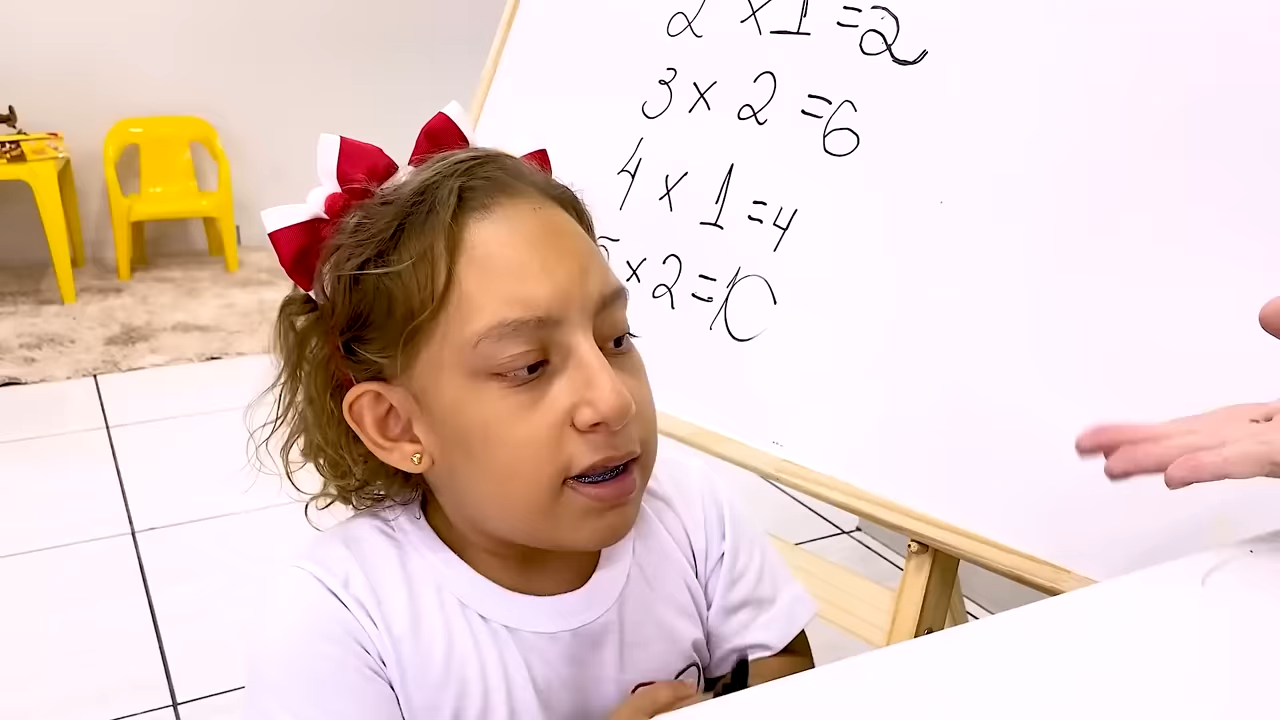 2 x 1 = 2
3 x 2 = 6
4 x 1 = 4
x 2 = 10